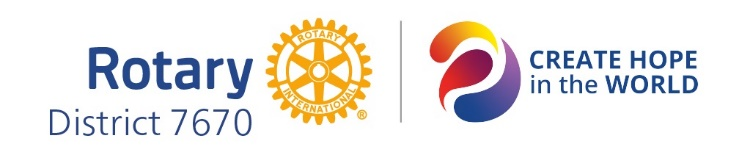 Rotary
District 7670
ROTARY
INTERNATIONAL
®
CREATE HOPE
in the WORLD